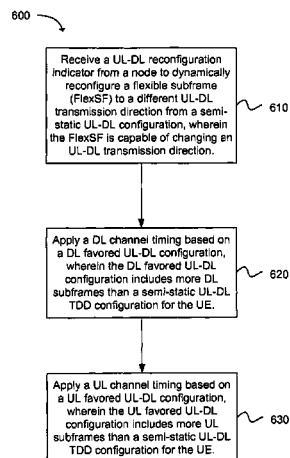 600
Receive a UL-DL reconfiguration
indicator from a node to dynamically
reconfigure a flexible subframe
(FlexSF) to a different UL-DL
transmission direction from a semi-
static UL-DL configuration, wherein
the FlexSF is capable of changing an
UL-DL transmission direction.
610
Apply a DL channel timing based on
a DL favored UL-DL configuration,
wherein the DL favored UL-DL
configuration includes more DL
subframes than a semi-static UL-DL
TDD configuration for the UE.
620
Apply a UL channel timing based on
a UL favored UL-DL configuration,
wherein the UL favored UL-DL
configuration includes more UL
subframes than a semi-static UL-DL
TDD configuration for the UE.
630